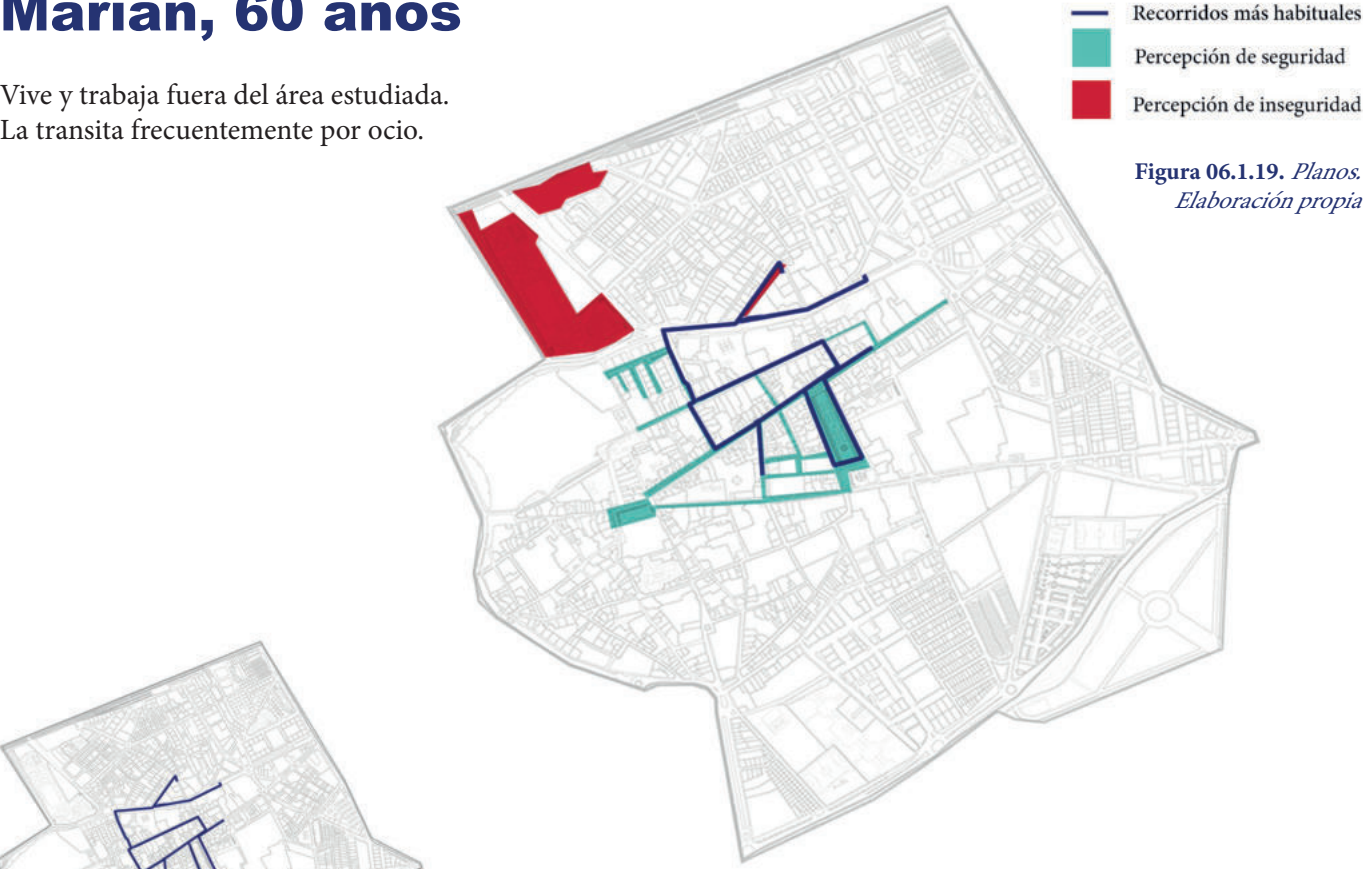 Marian, 60 años
Vive y trabaja fuera del área estudiada.
La transita frecuentemente por ocio.
Recorridos más habituales
Percepción de seguridad
Percepción de inseguridad
Figura 06.1.19. Planos.
Elaboración propia